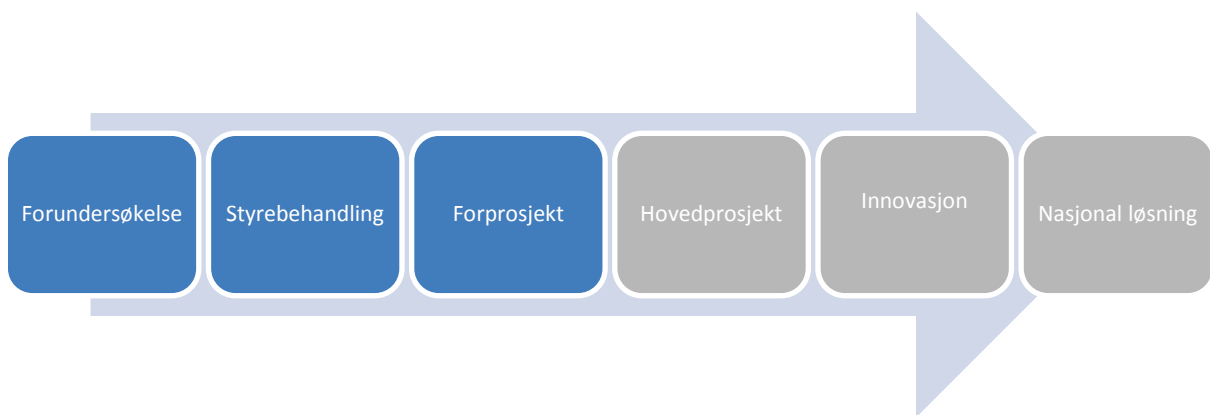 Forundersøkelse
Styrebehandling
Forprosjekt
Hovedprosjekt
Innovasjon
Nasjonal løsning